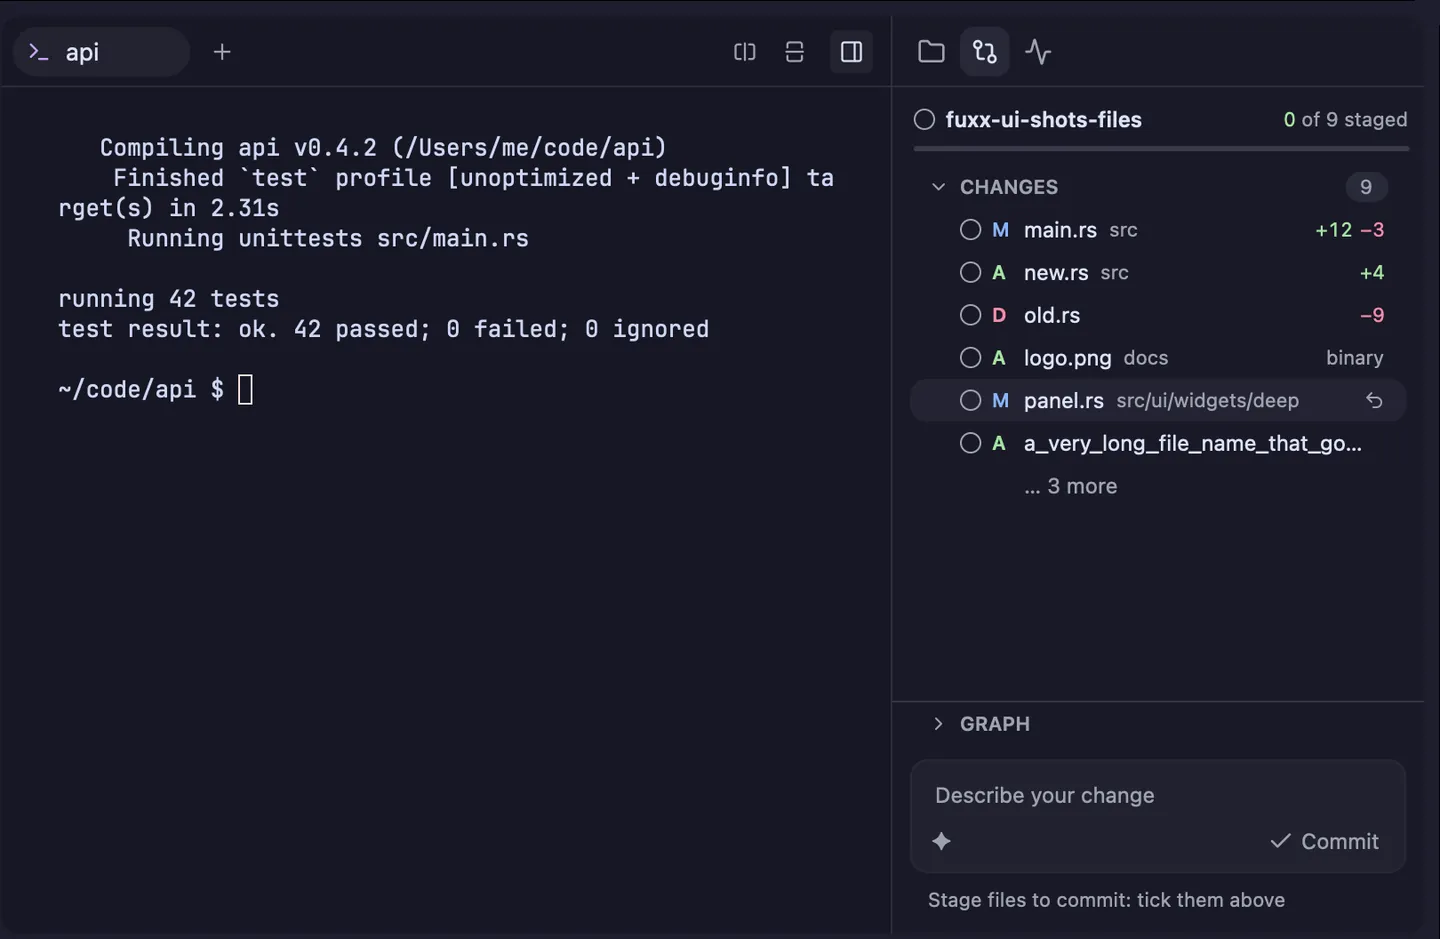 api
Compiling api v0.4.2 (/Users/me/code/api)
Finished `test` profile [unoptimized + debuginfo] ta
rget(s) in 2.31s
Running unittests src/main.rs
running 42 tests
test result: ok. 42 passed; 0 failed; 0 ignored
~/code/api $
fuxx-ui-shots-files 0 of 9 staged
CHANGES 9
M main.rs src +12 −3
A new.rs src +4
D old.rs −9
A logo.png docs binary
M panel.rs src/ui/widgets/deep
A a_very_long_file_name_that_go...
... 3 more
GRAPH
Describe your change
Commit
Stage files to commit: tick them above